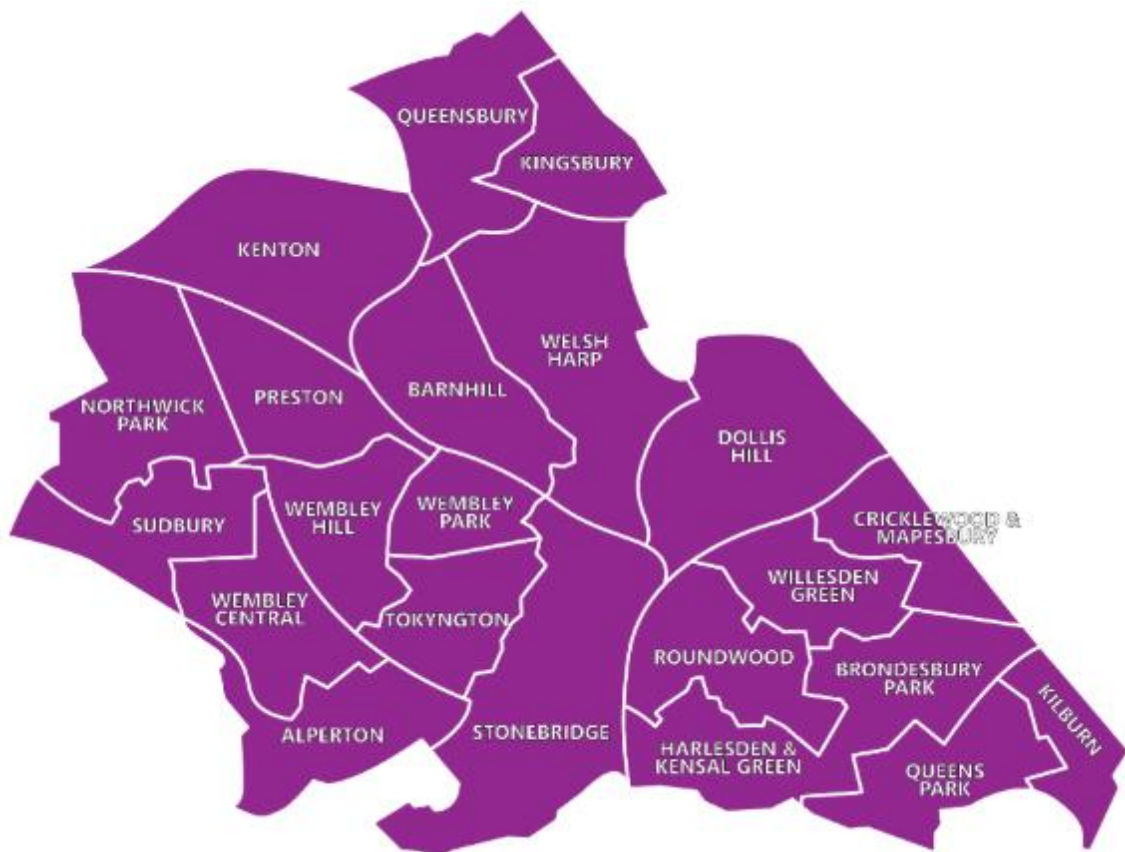 QUEENSBURY
KINGSBURY
KENTON
WELSH
HARP
BARNHILL
PRESTON
NORTHWICK
PARK
DOLLIS
HILL
SUDBURY
WEMBLEY
HILL
WEMBLEY
PARK
CRICKLEWOOD &
MAPESBURY
WILLESDEN
GREEN
WEMBLEY
CENTRAL
TOKYNGTON
ROUNDWOOD
BRONDESBURY
PARK
KILBURN
ALPERTON
STONEBRIDGE
HARLESDEN &
KENSAL GREEN
QUEENS
PARK